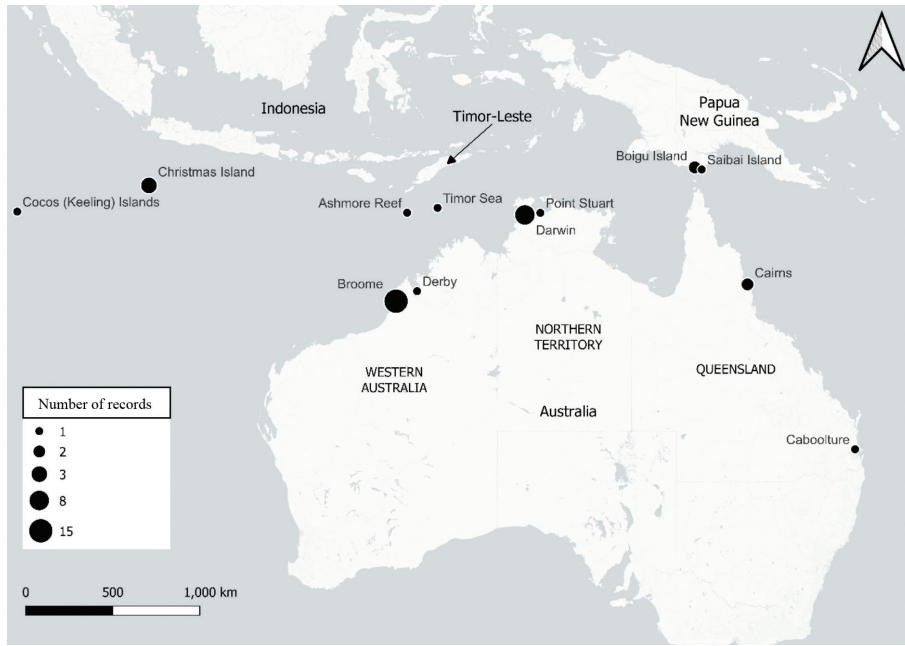 Indonesia
Papua
New Guinea
Timor-Leste
Boigu Island
Saibai Island
Christmas Island
Cocos (Keeling) Islands
Ashmore Reef
Timor Sea
Point Stuart
Darwin
Broome
Derby
Cairns
NORTHERN
TERRITORY
WESTERN
AUSTRALIA
QUEENSLAND
Australia
Caboolture
Number of records
1
2
3
8
15
0 500 1,000 km